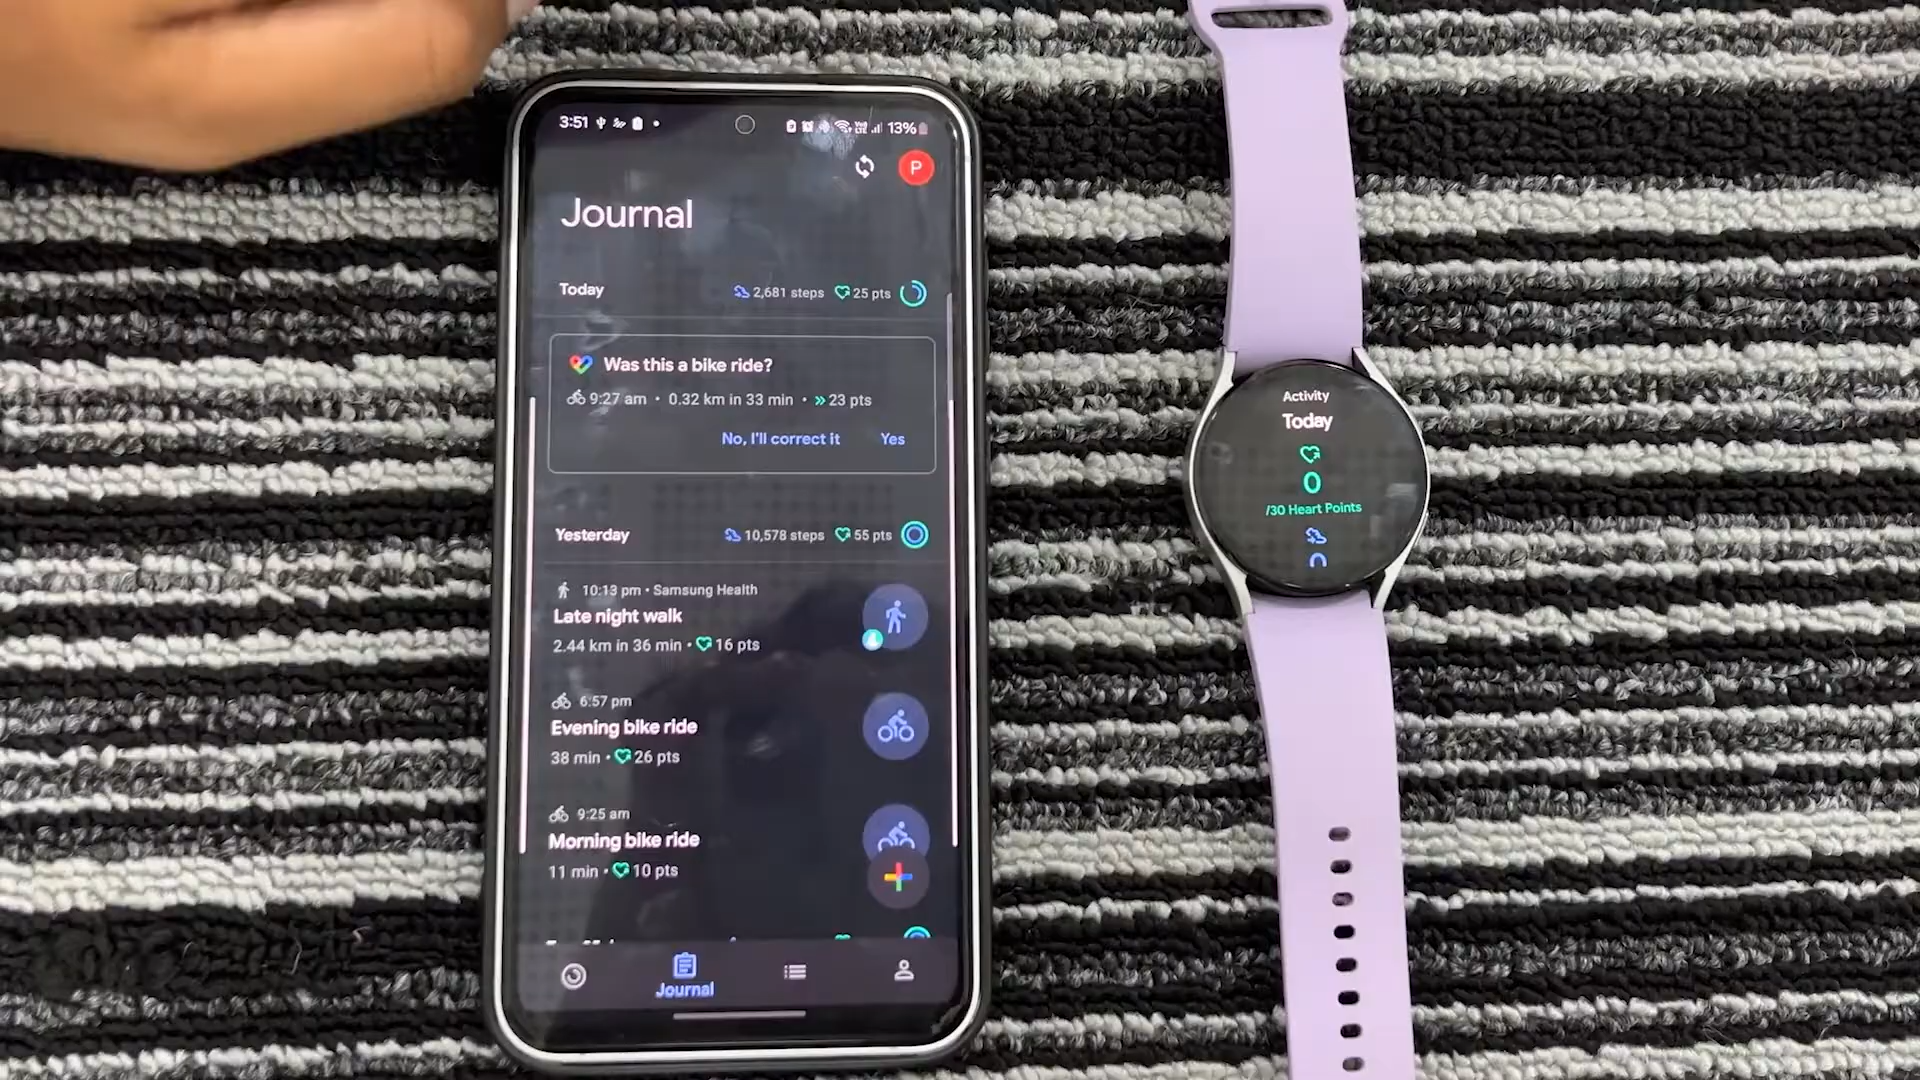 3:51 13%
P
Journal
Today 2,681 steps 25 pts
Was this a bike ride?
9:27 am • 0.32 km in 33 min • 23 pts
No, I'll correct it Yes
Yesterday 10,578 steps 55 pts
10:13 pm • Samsung Health
Late night walk
2.44 km in 36 min • 16 pts
6:57 pm
Evening bike ride
38 min • 26 pts
9:25 am
Morning bike ride
11 min • 10 pts
Journal
Activity
Today
0
/30 Heart Points